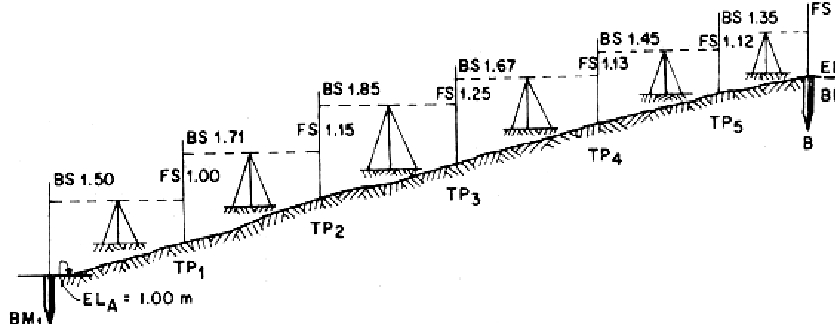 BS 1.50
FS 1.00
BS 1.71
FS 1.15
BS 1.85
FS 1.25
BS 1.67
FS 1.13
BS 1.45
FS 1.12
BS 1.35
FS
TP1
TP2
TP3
TP4
TP5
B
BM1
ELA = 1.00 m